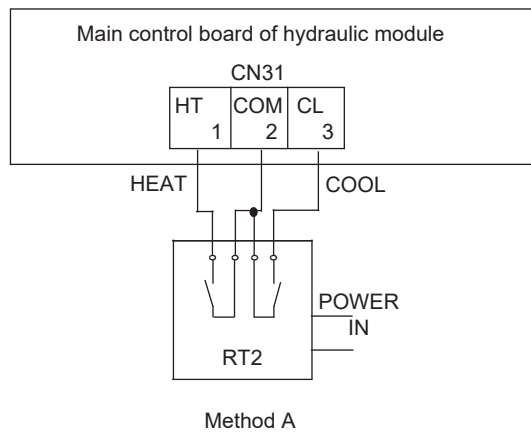 Main control board of hydraulic module
CN31
HT COM CL
1 2 3
HEAT COOL
POWER
IN
RT2
Method A